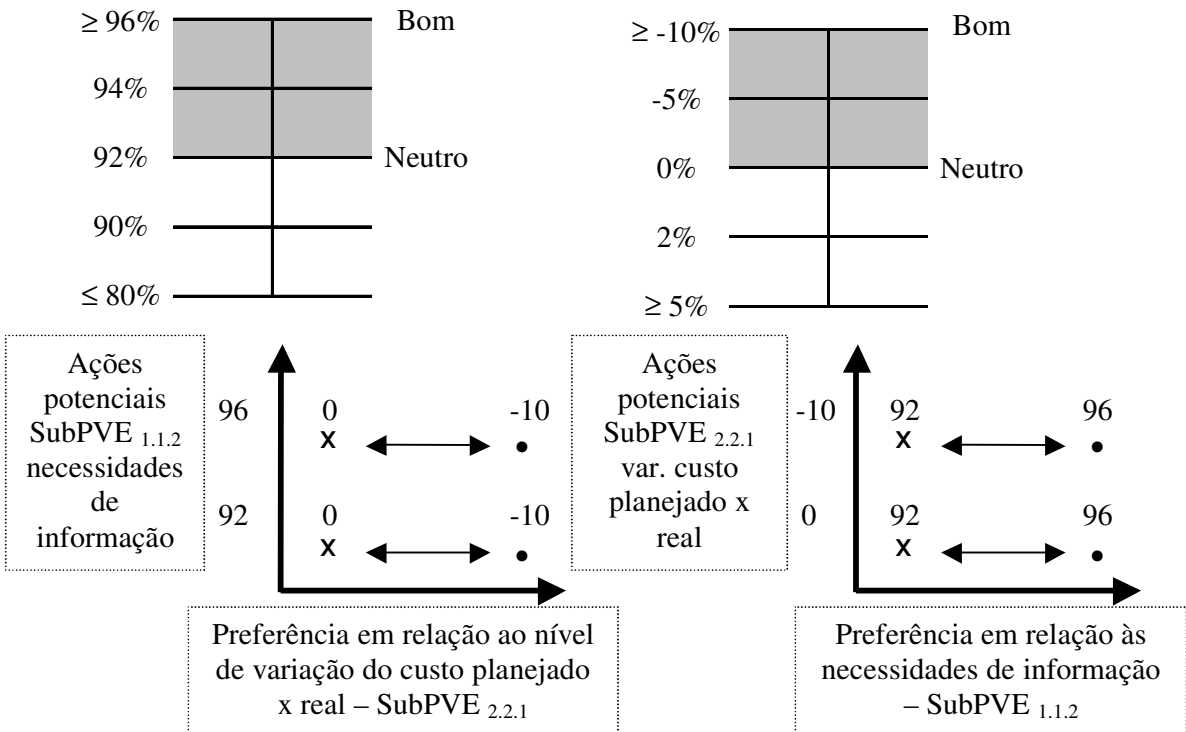 ≥ 96% Bom
94%
92% Neutro
90%
≤ 80%
≥ -10% Bom
-5%
0% Neutro
2%
≥ 5%
Ações
potenciais
SubPVE 1.1.2
necessidades
de
informação
96 0 -10
x
92 0 -10
x
Preferência em relação ao nível
de variação do custo planejado
x real – SubPVE 2.2.1
Ações
potenciais
SubPVE 2.2.1
var. custo
planejado x
real
-10 92 96
x
0 92 96
x
Preferência em relação às
necessidades de informação
– SubPVE 1.1.2